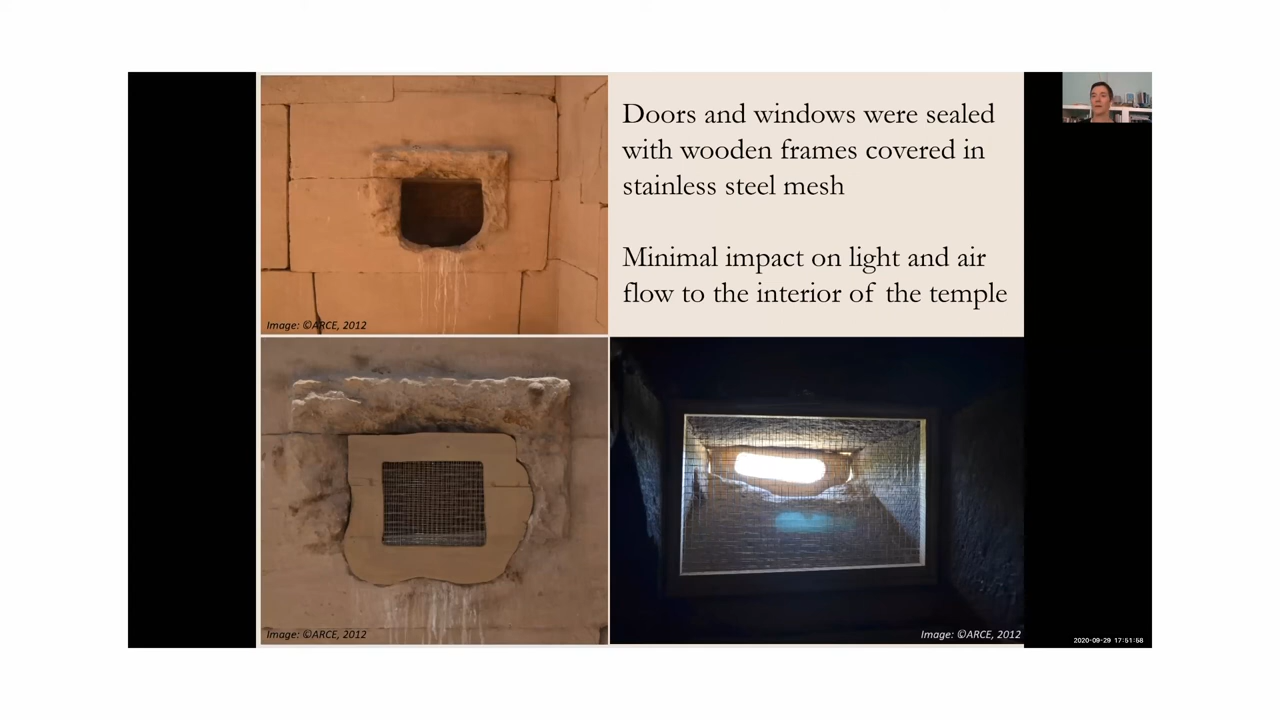 Doors and windows were sealed
with wooden frames covered in
stainless steel mesh
Minimal impact on light and air
flow to the interior of the temple
Image: ©ARCE, 2012
Image: ©ARCE, 2012
Image: ©ARCE, 2012
2020-09-29 17:51:58